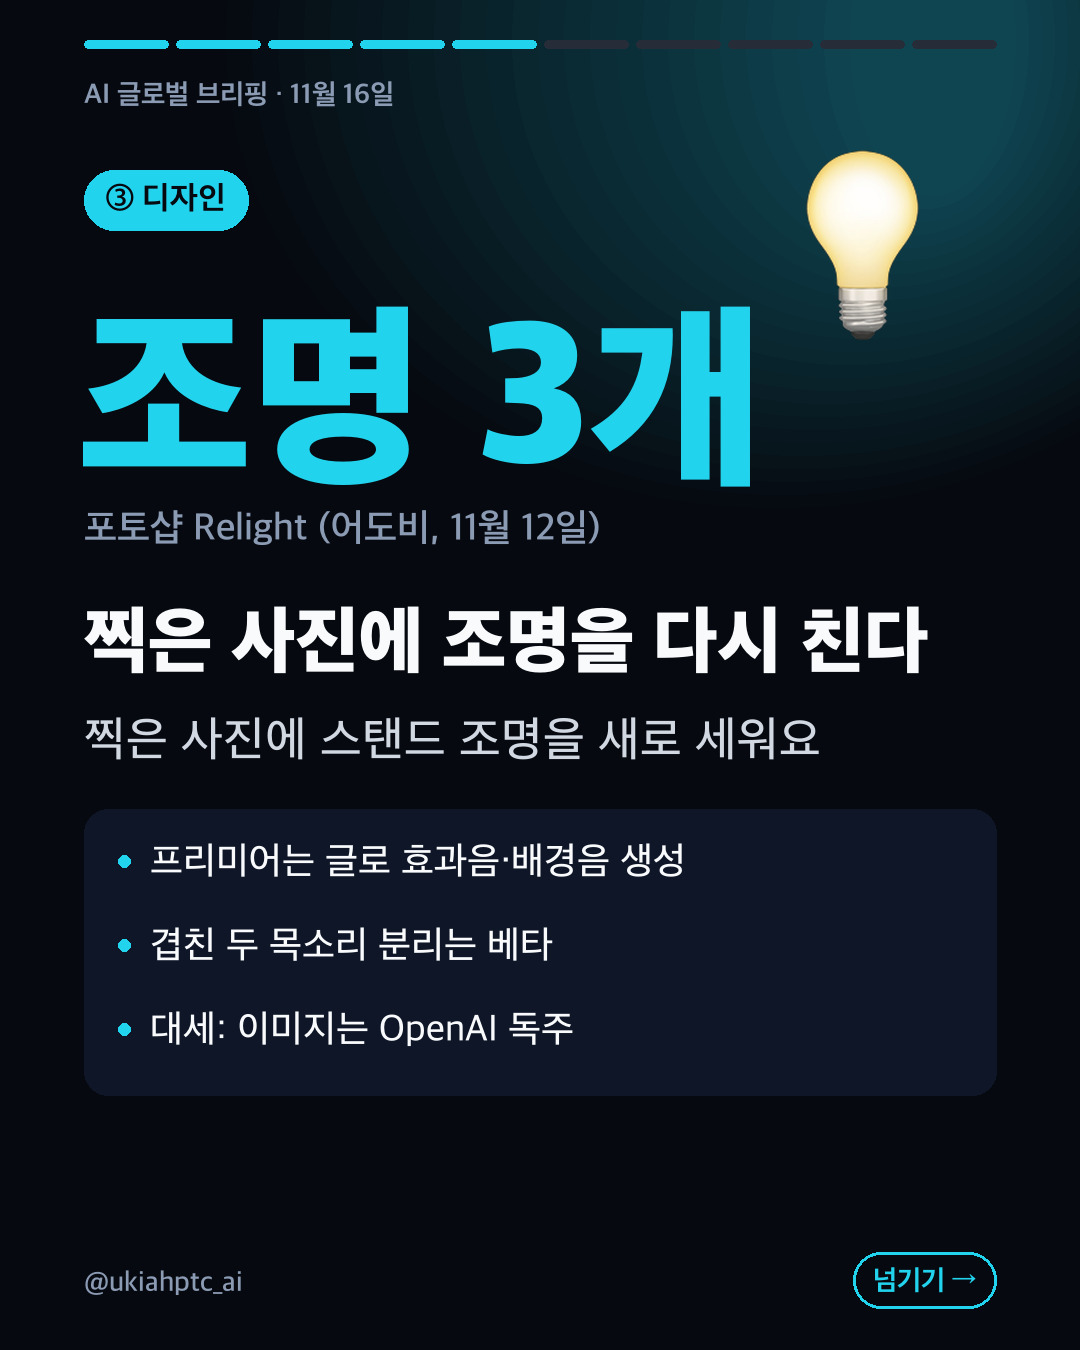 AI 글로벌 브리핑 · 11월 16일
③ 디자인
조명 3개
포토샵 Relight (어도비, 11월 12일)
찍은 사진에 조명을 다시 친다
찍은 사진에 스탠드 조명을 새로 세워요
• 프리미어는 글로 효과음·배경음 생성
• 겹친 두 목소리 분리는 베타
• 대세: 이미지는 OpenAI 독주
@ukiahptc_ai
넘기기 →